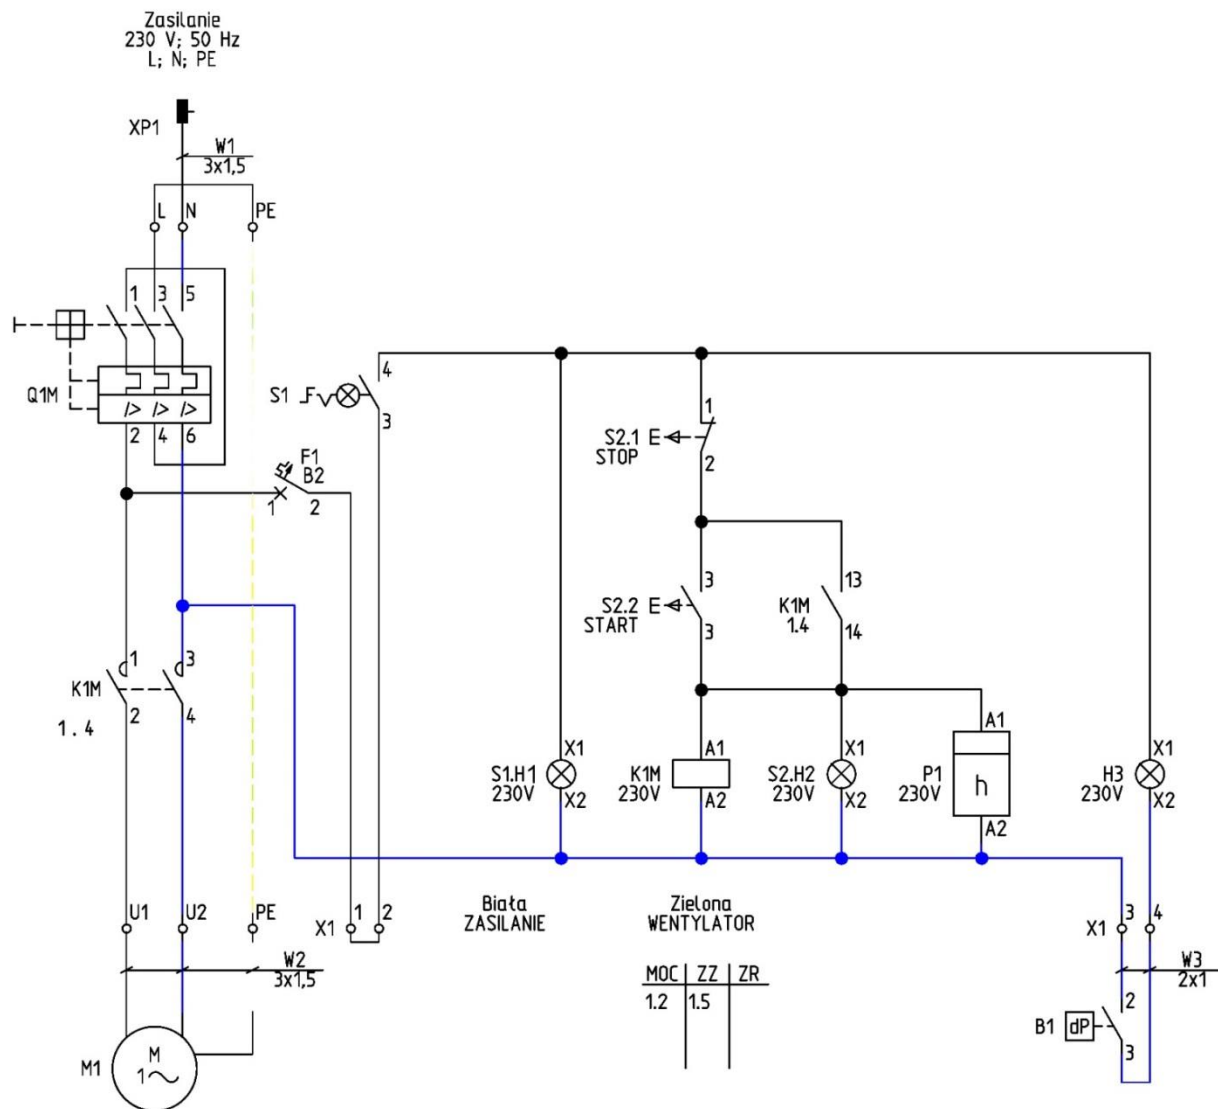 Zasilanie
230 V; 50 Hz
L; N; PE
XP1
W1
3x1,5
L
N
PE
1
3
5
Q1M
I>
I>
I>
2
4
6
S1
4
3
F1
B2
1
2
S2.1
STOP
E
1
2
S2.2
START
E
3
3
K1M
1.4
13
14
K1M
1.4
1
3
2
4
S1.H1
230V
X1
X2
K1M
230V
A1
A2
S2.H2
230V
X1
X2
P1
230V
A1
h
A2
H3
230V
X1
X2
U1
U2
PE
X1
1
2
Biała
ZASILANIE
Zielona
WENTYLATOR
X1
3
4
W2
3x1,5
MOC ZZ ZR
1.2 1.5
W3
2x1
B1
dP
2
3
M1
M
1~